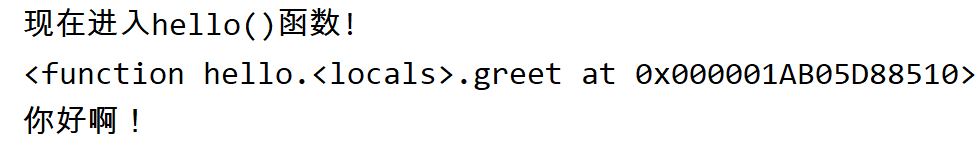 现在进入hello()函数!
<function hello.<locals>.greet at 0x000001AB05D88510>
你好啊！